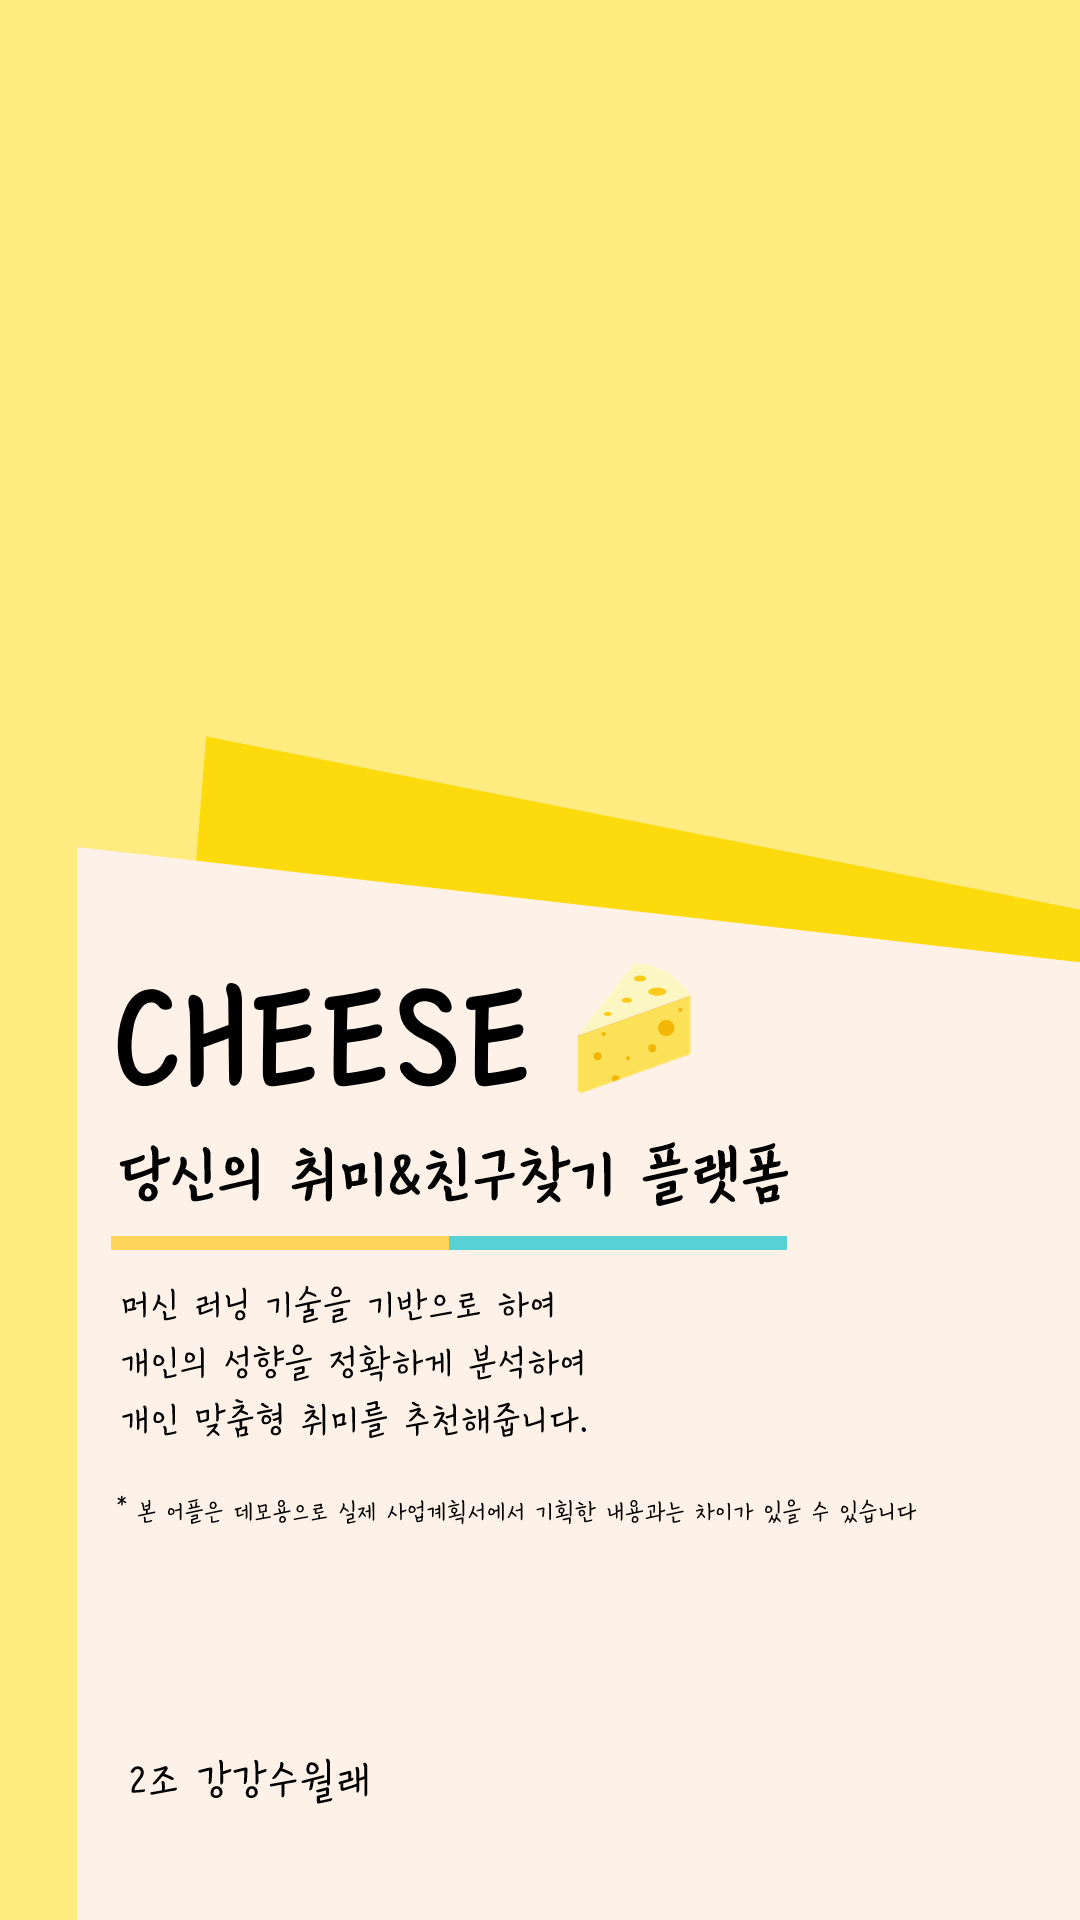 CHEESE
당신의 취미&친구찾기 플랫폼
머신 러닝 기술을 기반으로 하여
개인의 성향을 정확하게 분석하여
개인 맞춤형 취미를 추천해줍니다.
* 본 어플은 데모용으로 실제 사업계획서에서 기획한 내용과는 차이가 있을 수 있습니다
2조 강강수월래